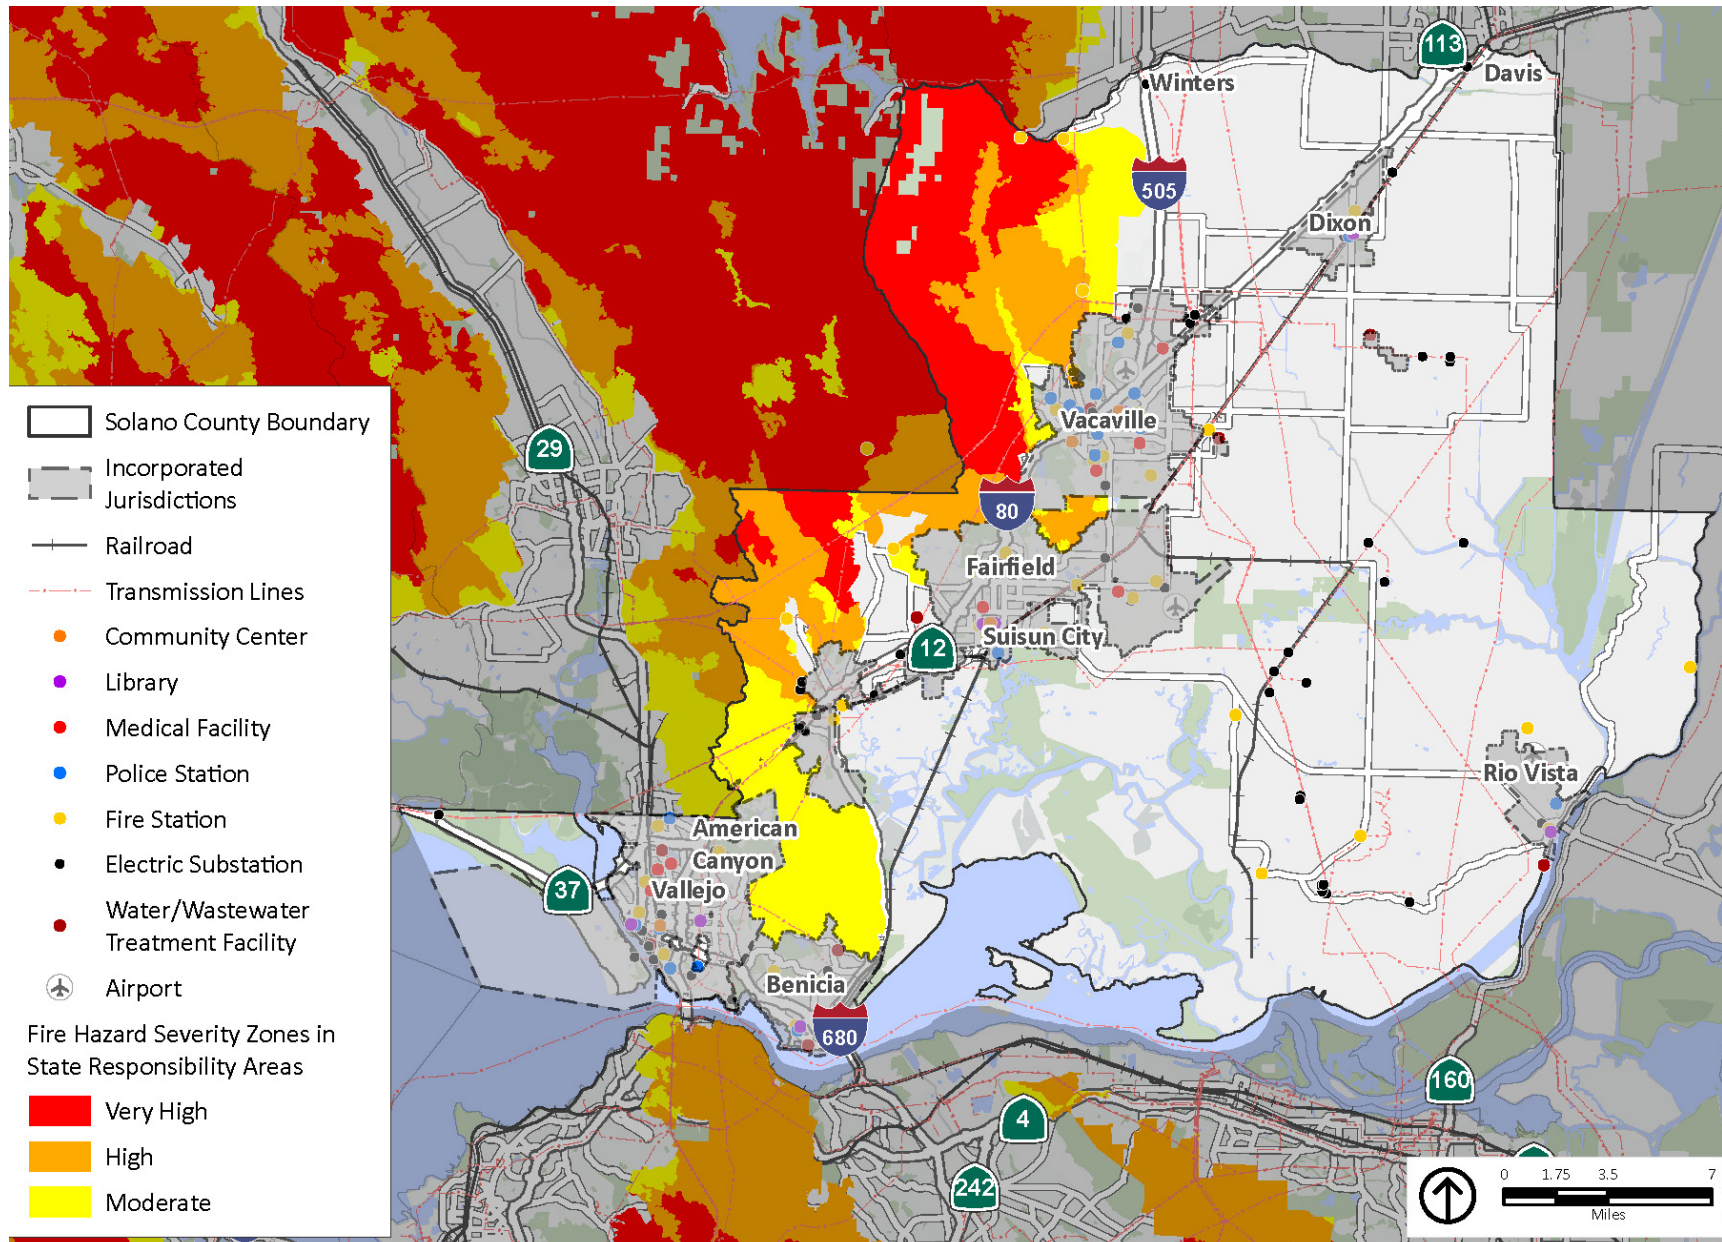 113
Winters
Davis
505
Dixon
Vacaville
29
80
Fairfield
Suisun City
12
Rio Vista
American
Canyon
Vallejo
37
Benicia
680
160
4
242
Solano County Boundary
Incorporated
Jurisdictions
Railroad
Transmission Lines
Community Center
Library
Medical Facility
Police Station
Fire Station
Electric Substation
Water/Wastewater
Treatment Facility
Airport
Fire Hazard Severity Zones in
State Responsibility Areas
Very High
High
Moderate
0 1.75 3.5 7
Miles